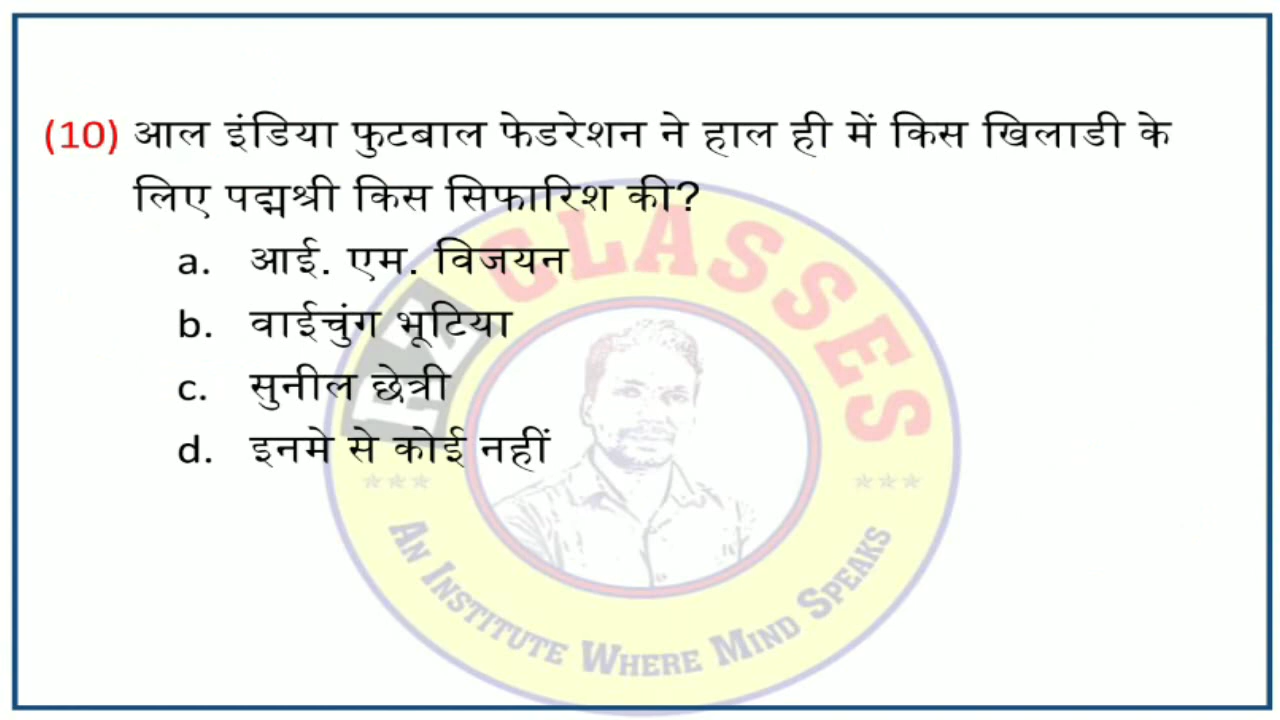 (10) आल इंडिया फुटबाल फेडरेशन ने हाल ही में किस खिलाडी के
लिए पद्मश्री किस सिफारिश की?
a. आई. एम. विजयन
b. वाईचुंग भूटिया
c. सुनील छेत्री
d. इनमे से कोई नहीं
CLASSES
AN INSTITUTE WHERE MIND SPEAKS